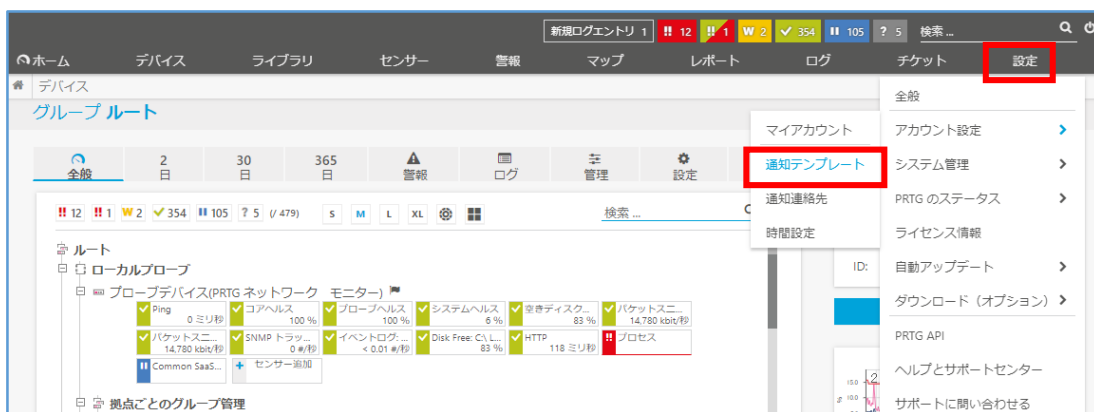 新規ログエントリ 1 !! 12 !! 1 W 2 354 II 105 ? 5 検索 ...
ホーム デバイス ライブラリ センサー 警報 マップ レポート ログ チケット 設定
デバイス
グループ ルート
全般
2 日
30 日
365 日
警報
ログ
管理
設定
!! 12 !! 1 W 2 354 II 105 ? 5 (/ 479) S M L XL 検索 ...
ルート
ローカルプローブ
プローブデバイス(PRTG ネットワーク モニター)
Ping 0 ミリ秒
コアヘルス 100 %
プローブヘルス 100 %
システムヘルス 6 %
空きディスク... 83 %
パケットスニ... 14,780 kbit/秒
パケットスニ... 14,780 kbit/秒
SNMP トラッ... 0 #/秒
イベントログ: ... < 0.01 #/秒
Disk Free: C:\ L... 83 %
HTTP 118 ミリ秒
!! プロセス
II Common SaaS...
+ センサー追加
拠点ごとのグループ管理
マイアカウント
通知テンプレート
通知連絡先
時間設定
全般
アカウント設定
システム管理
PRTG のステータス
ライセンス情報
自動アップデート
ダウンロード（オプション）
PRTG API
ヘルプとサポートセンター
サポートに問い合わせる
ID: